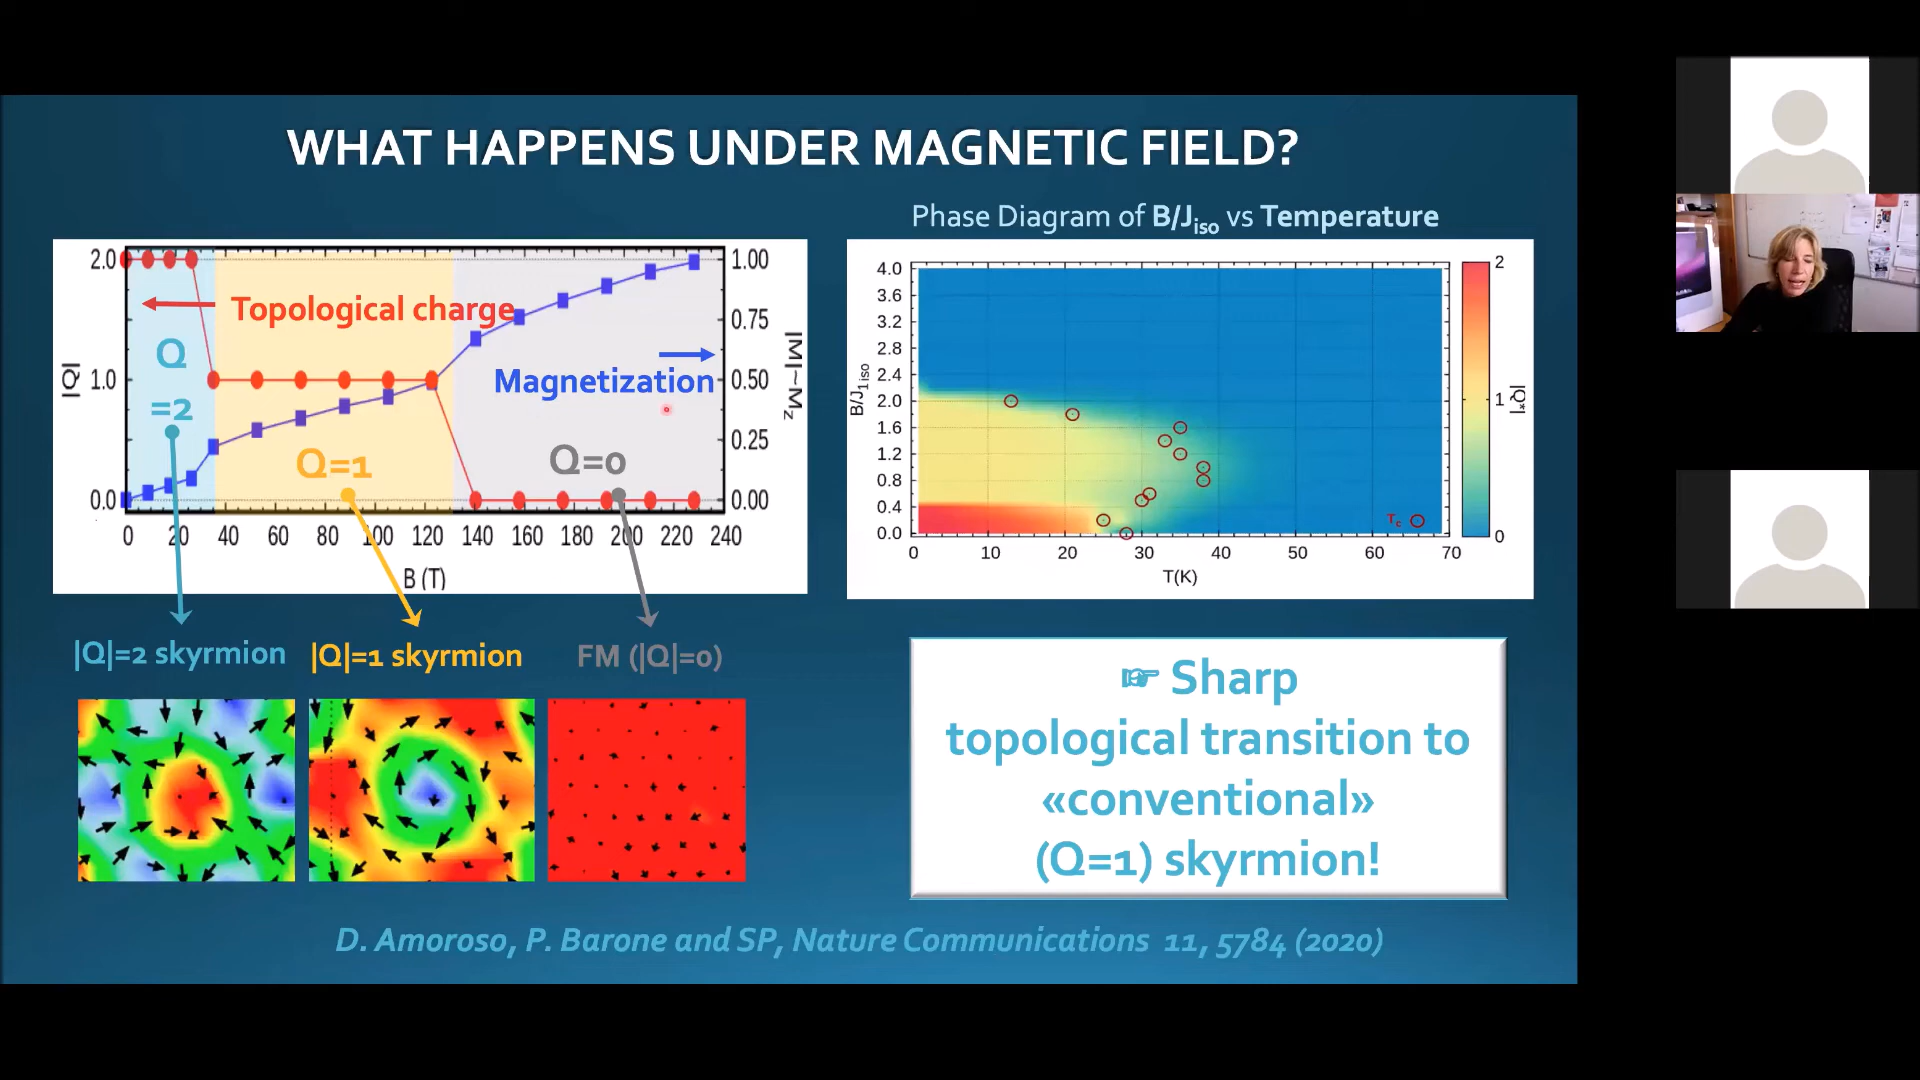 WHAT HAPPENS UNDER MAGNETIC FIELD?
Phase Diagram of B/Jiso vs Temperature
2.0
1.0
0.0
|Q|
1.00
0.75
0.50
0.25
0.00
|M|~Mz
Topological charge
Magnetization
Q
=2
Q=1
Q=0
0 20 40 60 80 100 120 140 160 180 200 220 240
B (T)
4.0
3.6
3.2
2.8
2.4
2.0
1.6
1.2
0.8
0.4
0.0
B/J1iso
Tc
0 10 20 30 40 50 60 70
T(K)
2
1
0
|Q*|
|Q|=2 skyrmion
|Q|=1 skyrmion
FM (|Q|=0)
☞ Sharp
topological transition to
«conventional»
(Q=1) skyrmion!
D. Amoroso, P. Barone and SP, Nature Communications 11, 5784 (2020)